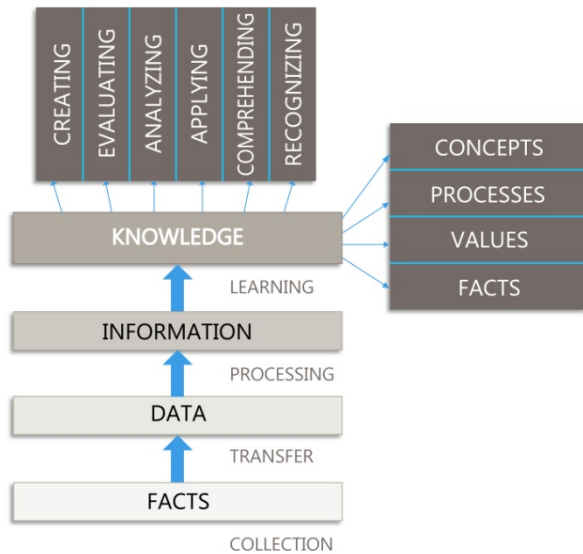 CREATING
EVALUATING
ANALYZING
APPLYING
COMPREHENDING
RECOGNIZING
CONCEPTS
PROCESSES
VALUES
FACTS
KNOWLEDGE
LEARNING
INFORMATION
PROCESSING
DATA
TRANSFER
FACTS
COLLECTION